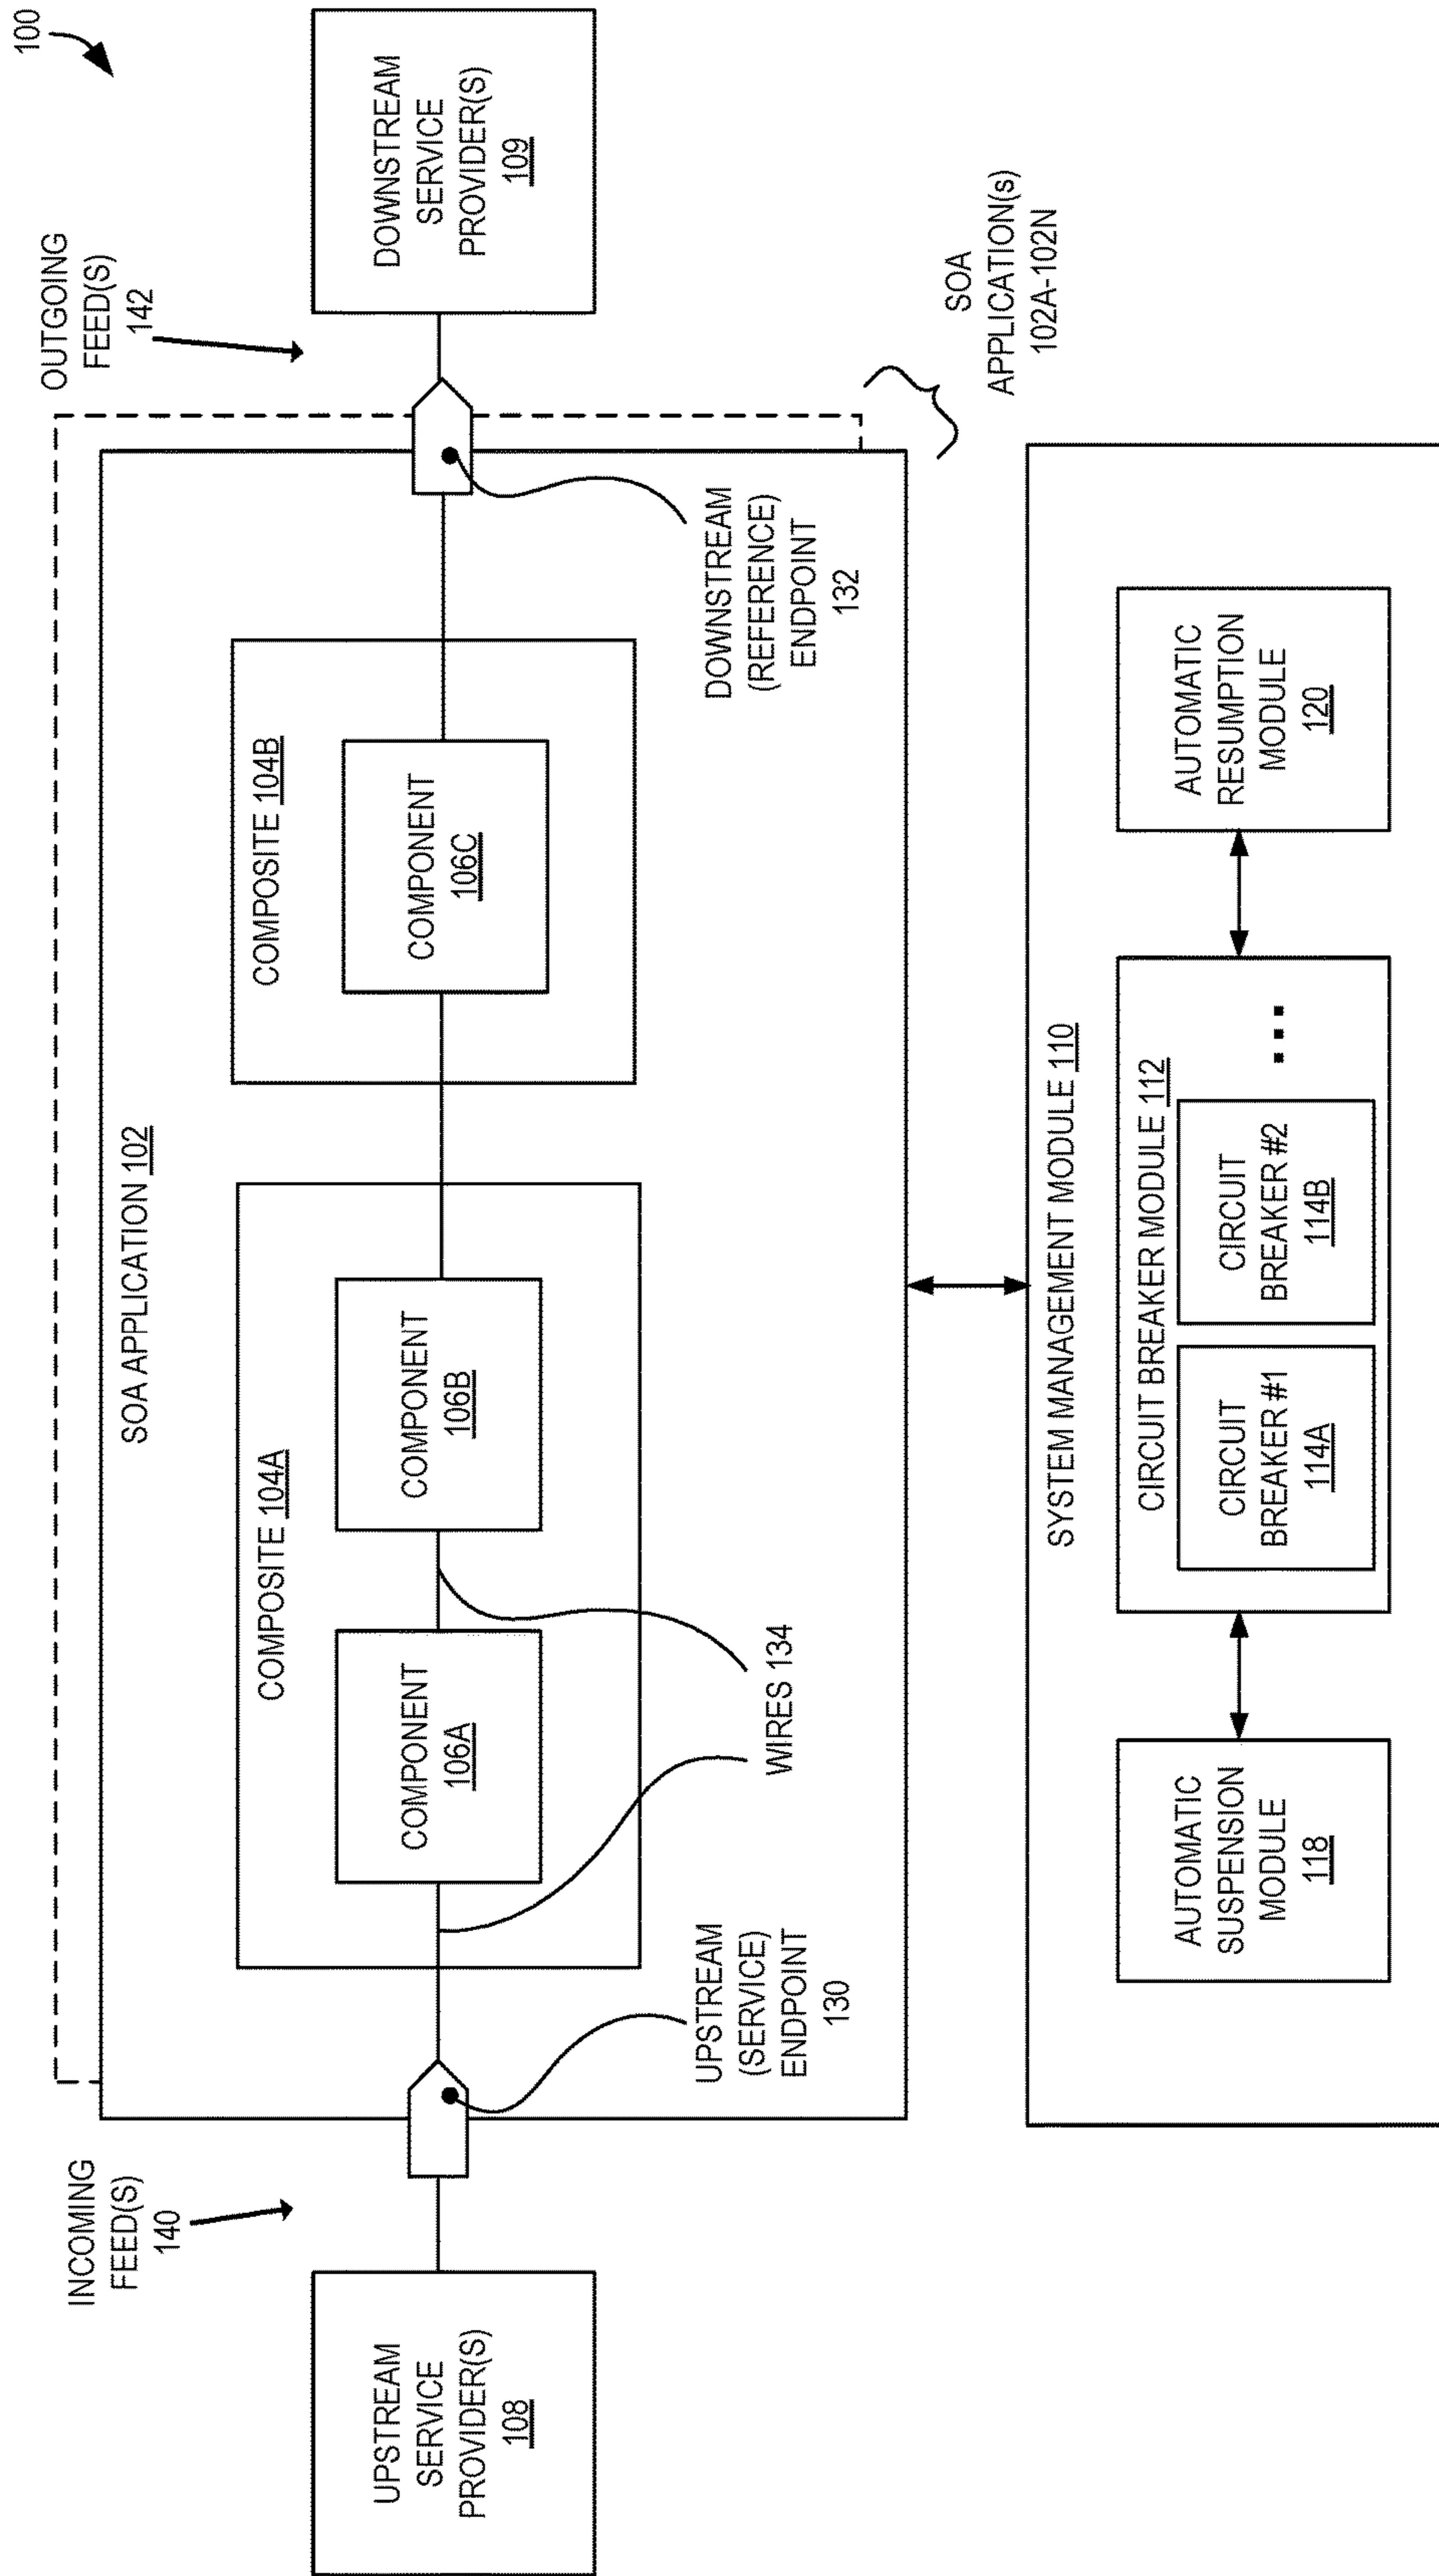 100
OUTGOING
FEED(S)
142
INCOMING
FEED(S)
140
SOA APPLICATION 102
UPSTREAM
SERVICE
PROVIDER(S)
108
COMPOSITE 104A
COMPONENT
106A
COMPONENT
106B
COMPOSITE 104B
COMPONENT
106C
DOWNSTREAM
SERVICE
PROVIDER(S)
109
UPSTREAM
(SERVICE)
ENDPOINT
130
WIRES 134
DOWNSTREAM
(REFERENCE)
ENDPOINT
132
SOA
APPLICATION(s)
102A-102N
SYSTEM MANAGEMENT MODULE 110
AUTOMATIC
SUSPENSION
MODULE
118
CIRCUIT BREAKER MODULE 112
CIRCUIT
BREAKER #1
114A
CIRCUIT
BREAKER #2
114B
...
AUTOMATIC
RESUMPTION
MODULE
120